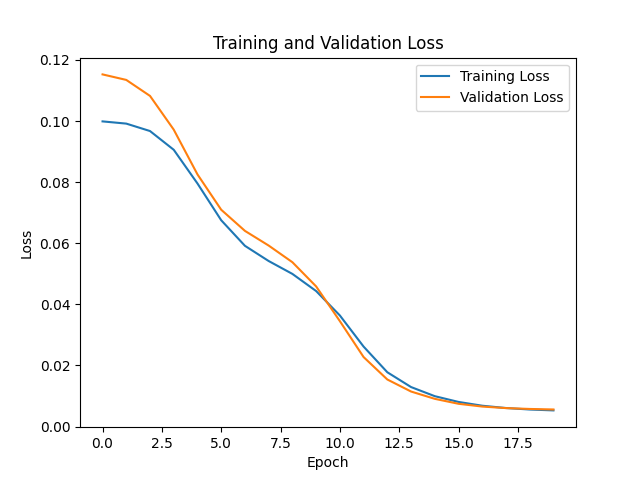 Training and Validation Loss
Training Loss
Validation Loss
0.12
0.10
0.08
0.06
0.04
0.02
0.00
Loss
0.0 2.5 5.0 7.5 10.0 12.5 15.0 17.5
Epoch